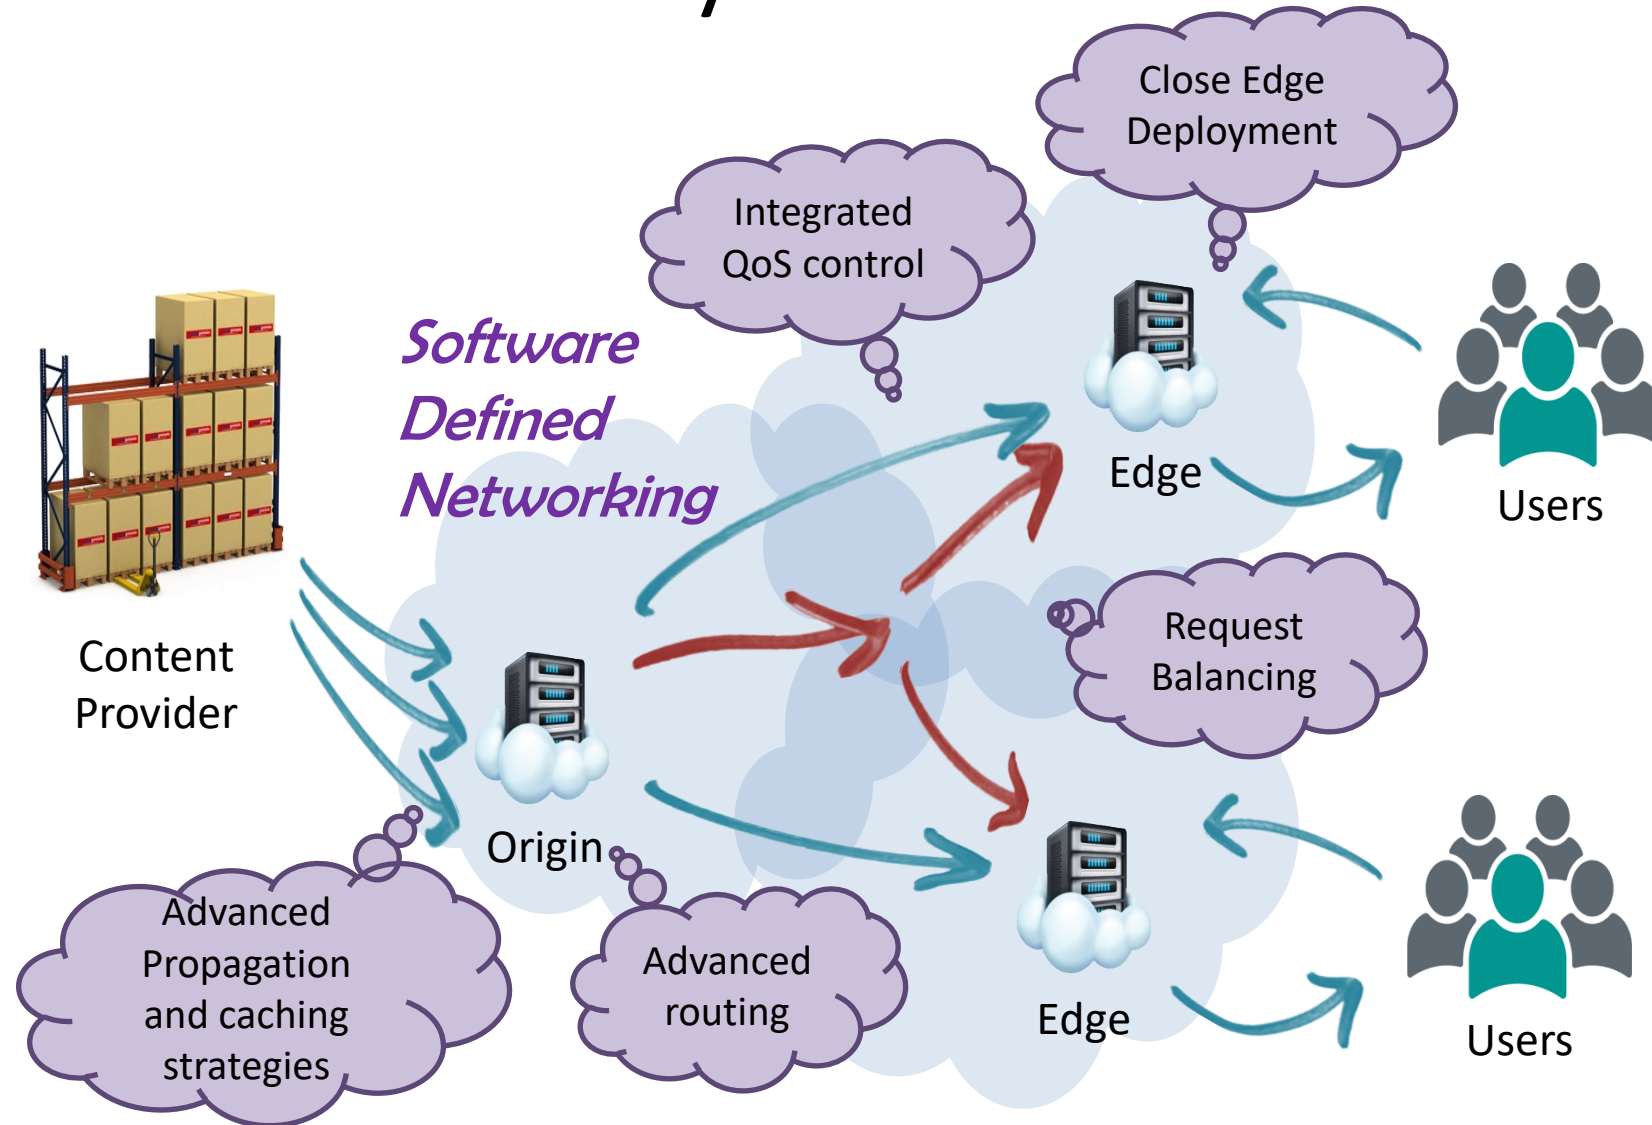 Close Edge
Deployment
Integrated
QoS control
Software
Defined
Networking
Edge
Users
Content
Provider
Request
Balancing
Origin
Advanced
Propagation
and caching
strategies
Advanced
routing
Edge
Users